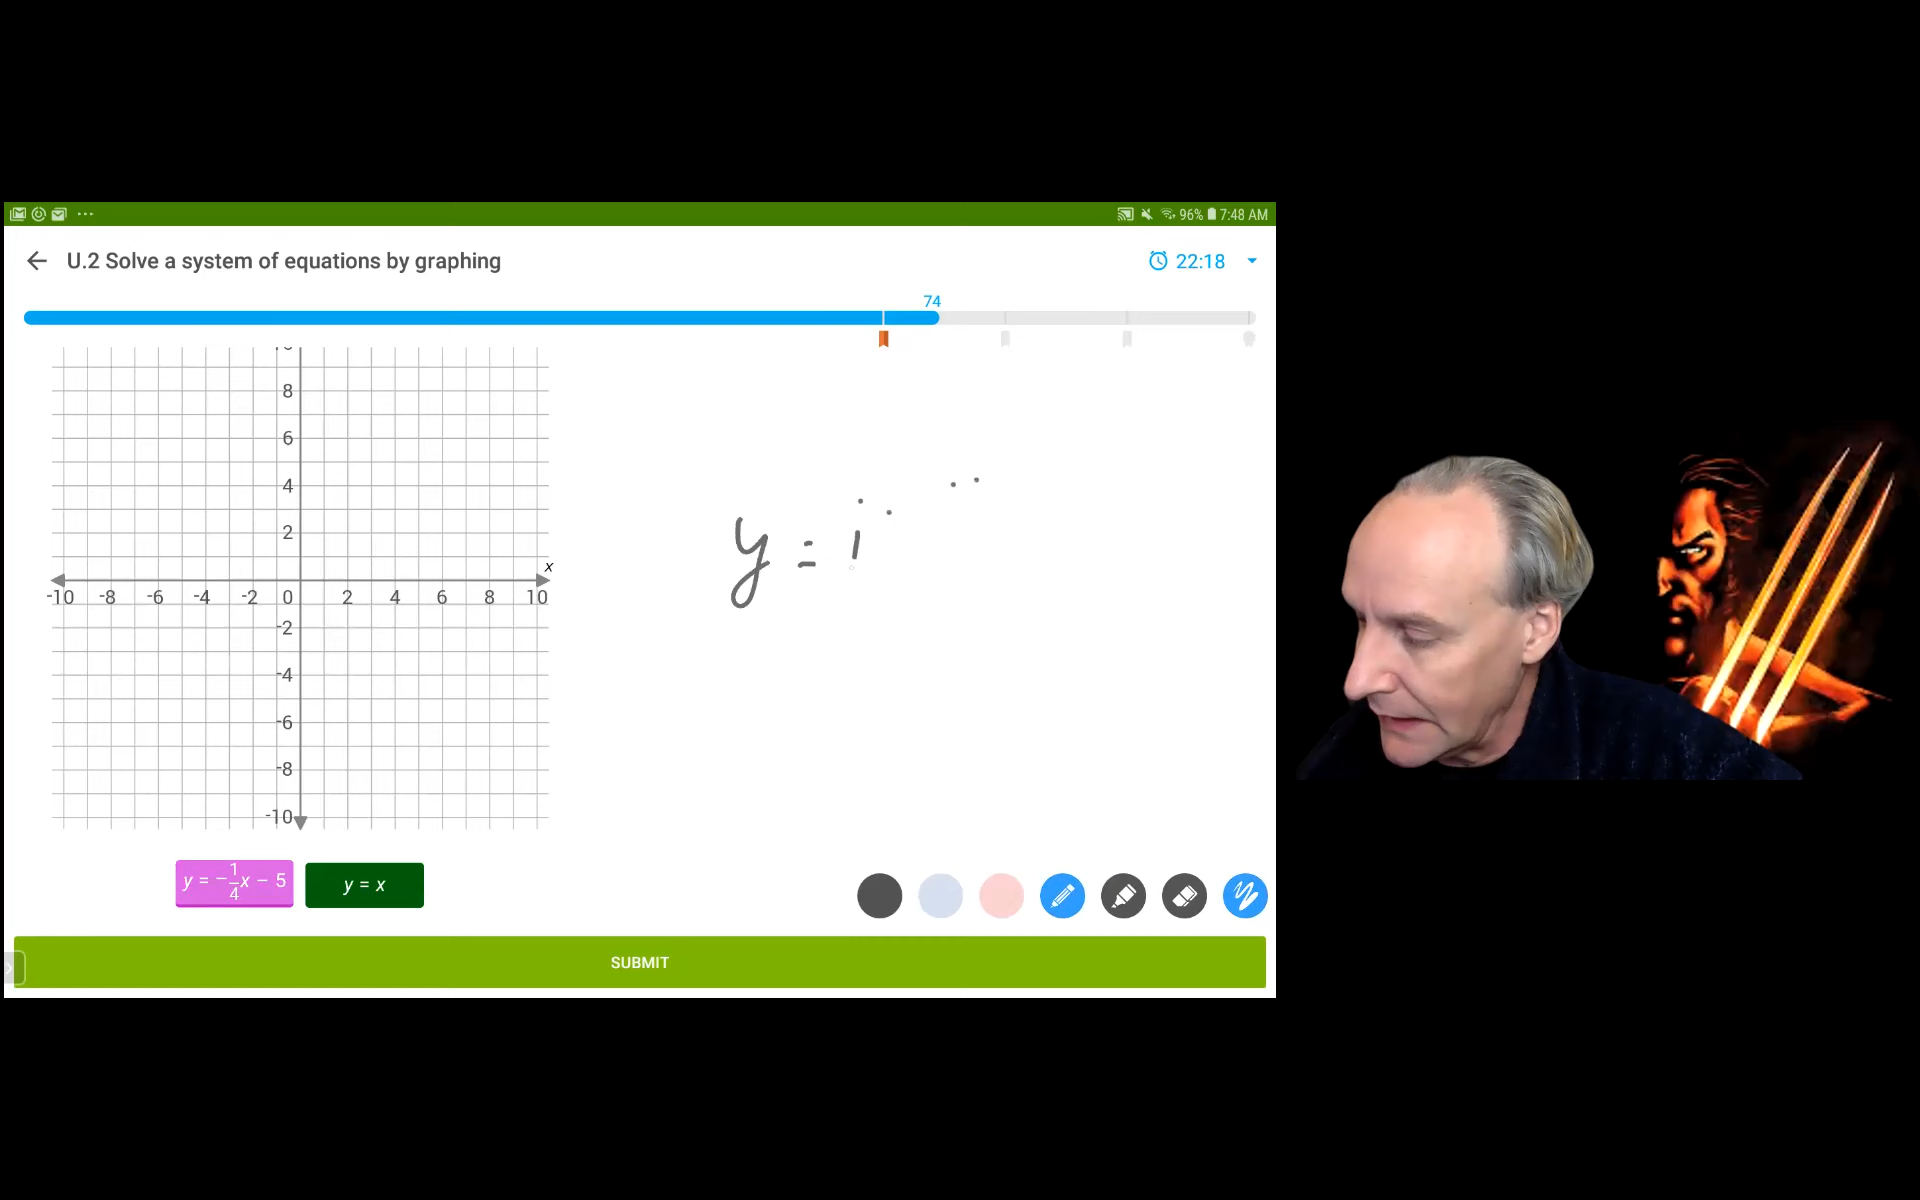 96% 7:48 AM
U.2 Solve a system of equations by graphing
22:18
74
8
6
4
2
x
-10 -8 -6 -4 -2 0 2 4 6 8 10
-2
-4
-6
-8
-10
y =
y = -1/4x - 5
y = x
SUBMIT